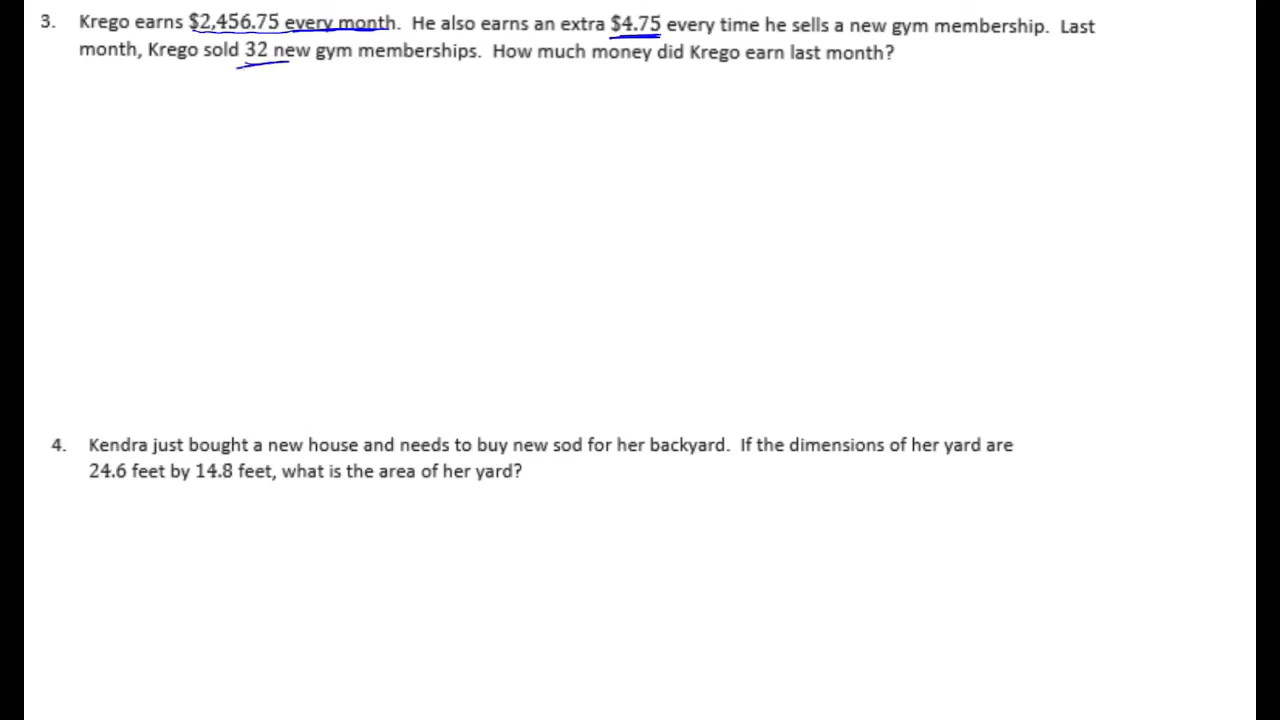 3. Krego earns $2,456.75 every month. He also earns an extra $4.75 every time he sells a new gym membership. Last
month, Krego sold 32 new gym memberships. How much money did Krego earn last month?
4. Kendra just bought a new house and needs to buy new sod for her backyard. If the dimensions of her yard are
24.6 feet by 14.8 feet, what is the area of her yard?